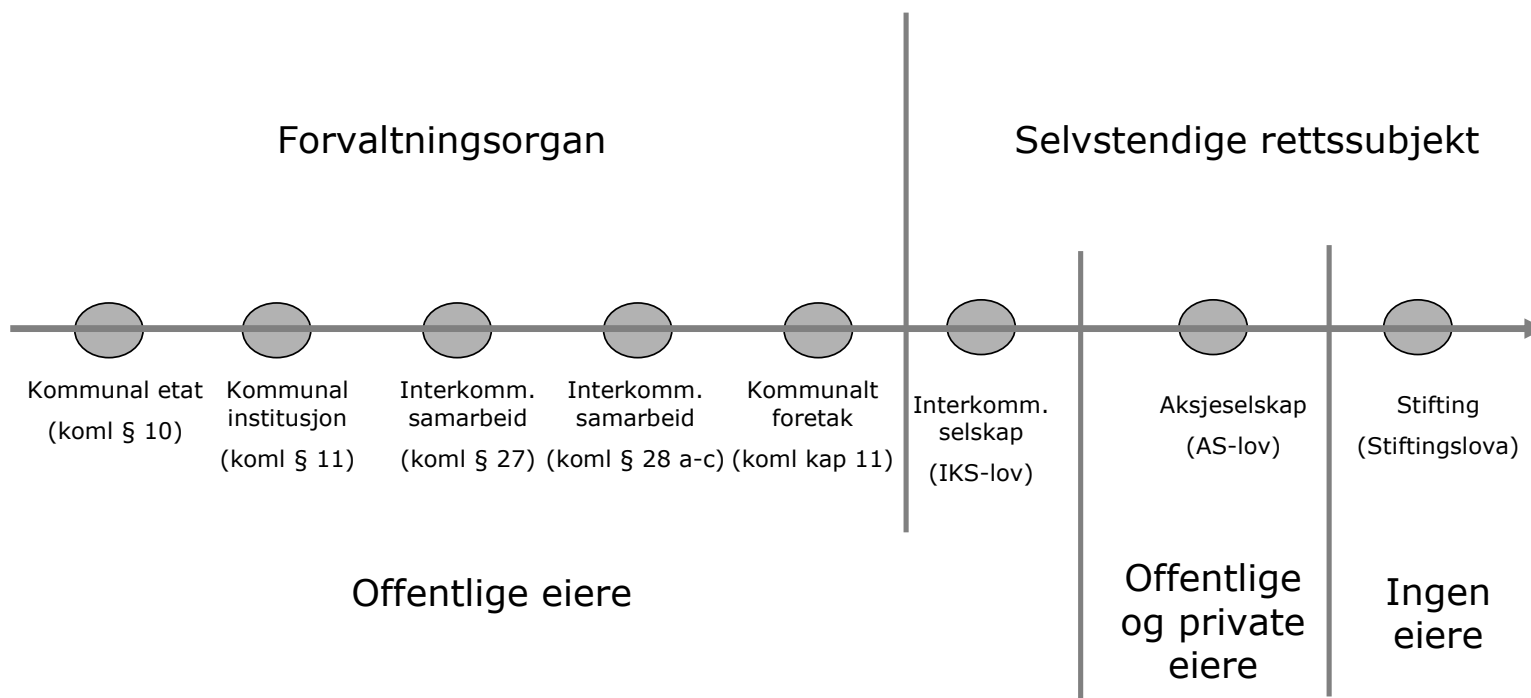 Forvaltningsorgan
Selvstendige rettssubjekt
Kommunal etat
(koml § 10)
Kommunal
institusjon
(koml § 11)
Interkomm.
samarbeid
(koml § 27)
Interkomm.
samarbeid
(koml § 28 a-c)
Kommunalt
foretak
(koml kap 11)
Interkomm.
selskap
(IKS-lov)
Aksjeselskap
(AS-lov)
Stifting
(Stiftingslova)
Offentlige eiere
Offentlige
og private
eiere
Ingen
eiere